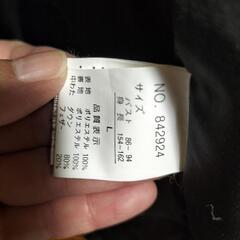 NO. 842924
サイズ
バスト 86-94
身長 154-162
L
品質表示
表地 ポリエステル 100%
裏地 ポリエステル 100%
中わた ダウン 80%
フェザー 20%